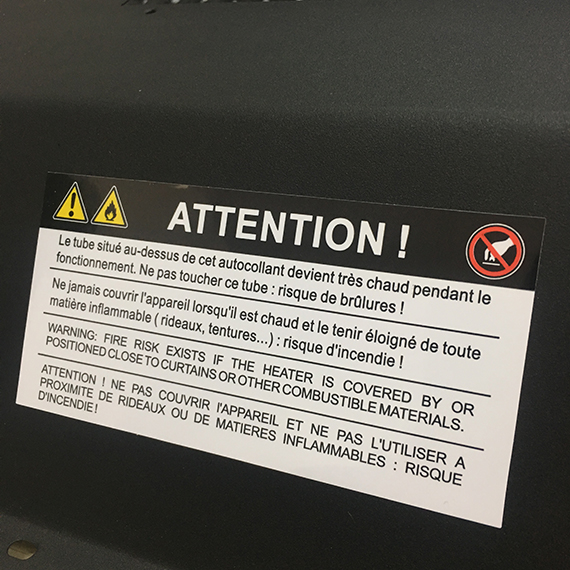 ATTENTION !
Le tube situé au-dessus de cet autocollant devient très chaud pendant le
fonctionnement. Ne pas toucher ce tube : risque de brûlures !
Ne jamais couvrir l'appareil lorsqu'il est chaud et le tenir éloigné de toute
matière inflammable ( rideaux, tentures...) : risque d'incendie !
WARNING: FIRE RISK EXISTS IF THE HEATER IS COVERED BY OR
POSITIONED CLOSE TO CURTAINS OR OTHER COMBUSTIBLE MATERIALS.
ATTENTION ! NE PAS COUVRIR l'APPAREIL ET NE PAS L'UTILISER A
PROXIMITE DE RIDEAUX OU DE MATIERES INFLAMMABLES : RISQUE
D'INCENDIE !